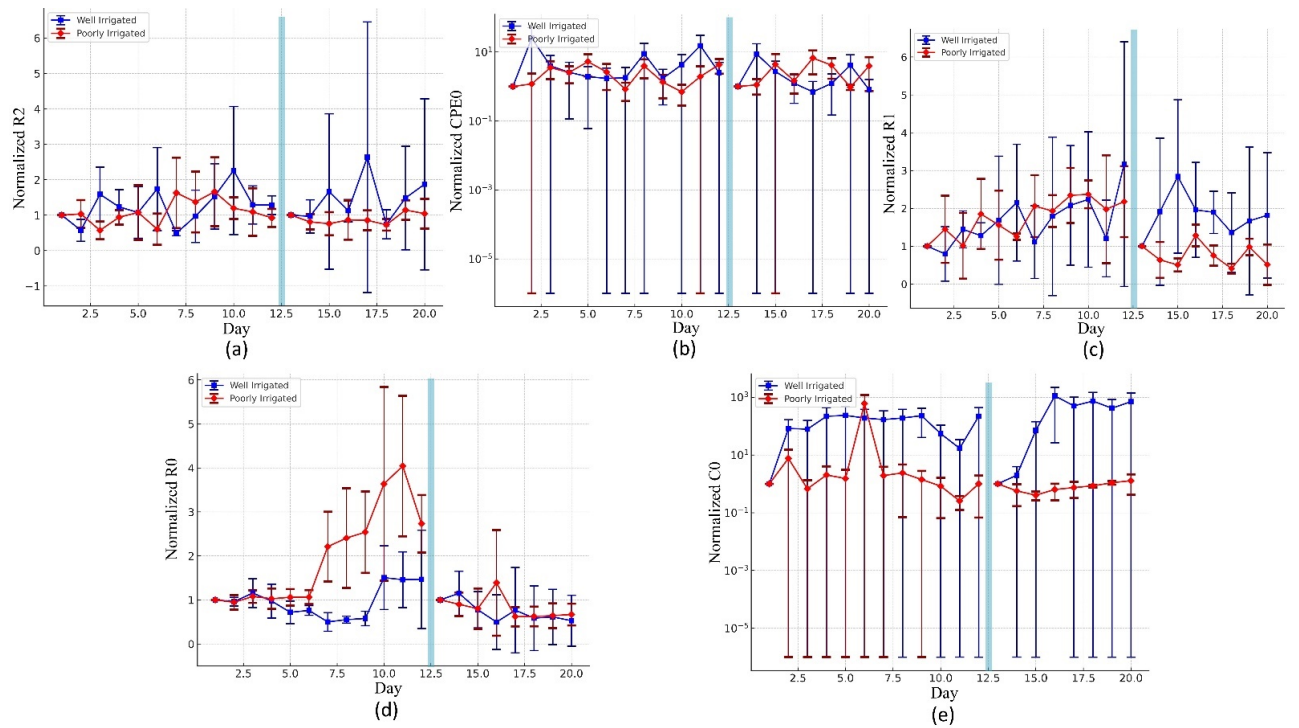 Well Irrigated
Poorly Irrigated
Normalized R2
6
5
4
3
2
1
0
−1
2.5 5.0 7.5 10.0 12.5 15.0 17.5 20.0
Day
(a)
Well Irrigated
Poorly Irrigated
Normalized CPE0
10¹
10⁻¹
10⁻³
10⁻⁵
2.5 5.0 7.5 10.0 12.5 15.0 17.5 20.0
Day
(b)
Well Irrigated
Poorly Irrigated
Normalized R1
6
5
4
3
2
1
0
2.5 5.0 7.5 10.0 12.5 15.0 17.5 20.0
Day
(c)
Well Irrigated
Poorly Irrigated
Normalized R0
6
5
4
3
2
1
0
2.5 5.0 7.5 10.0 12.5 15.0 17.5 20.0
Day
(d)
Well Irrigated
Poorly Irrigated
Normalized C0
10³
10¹
10⁻¹
10⁻³
10⁻⁵
2.5 5.0 7.5 10.0 12.5 15.0 17.5 20.0
Day
(e)